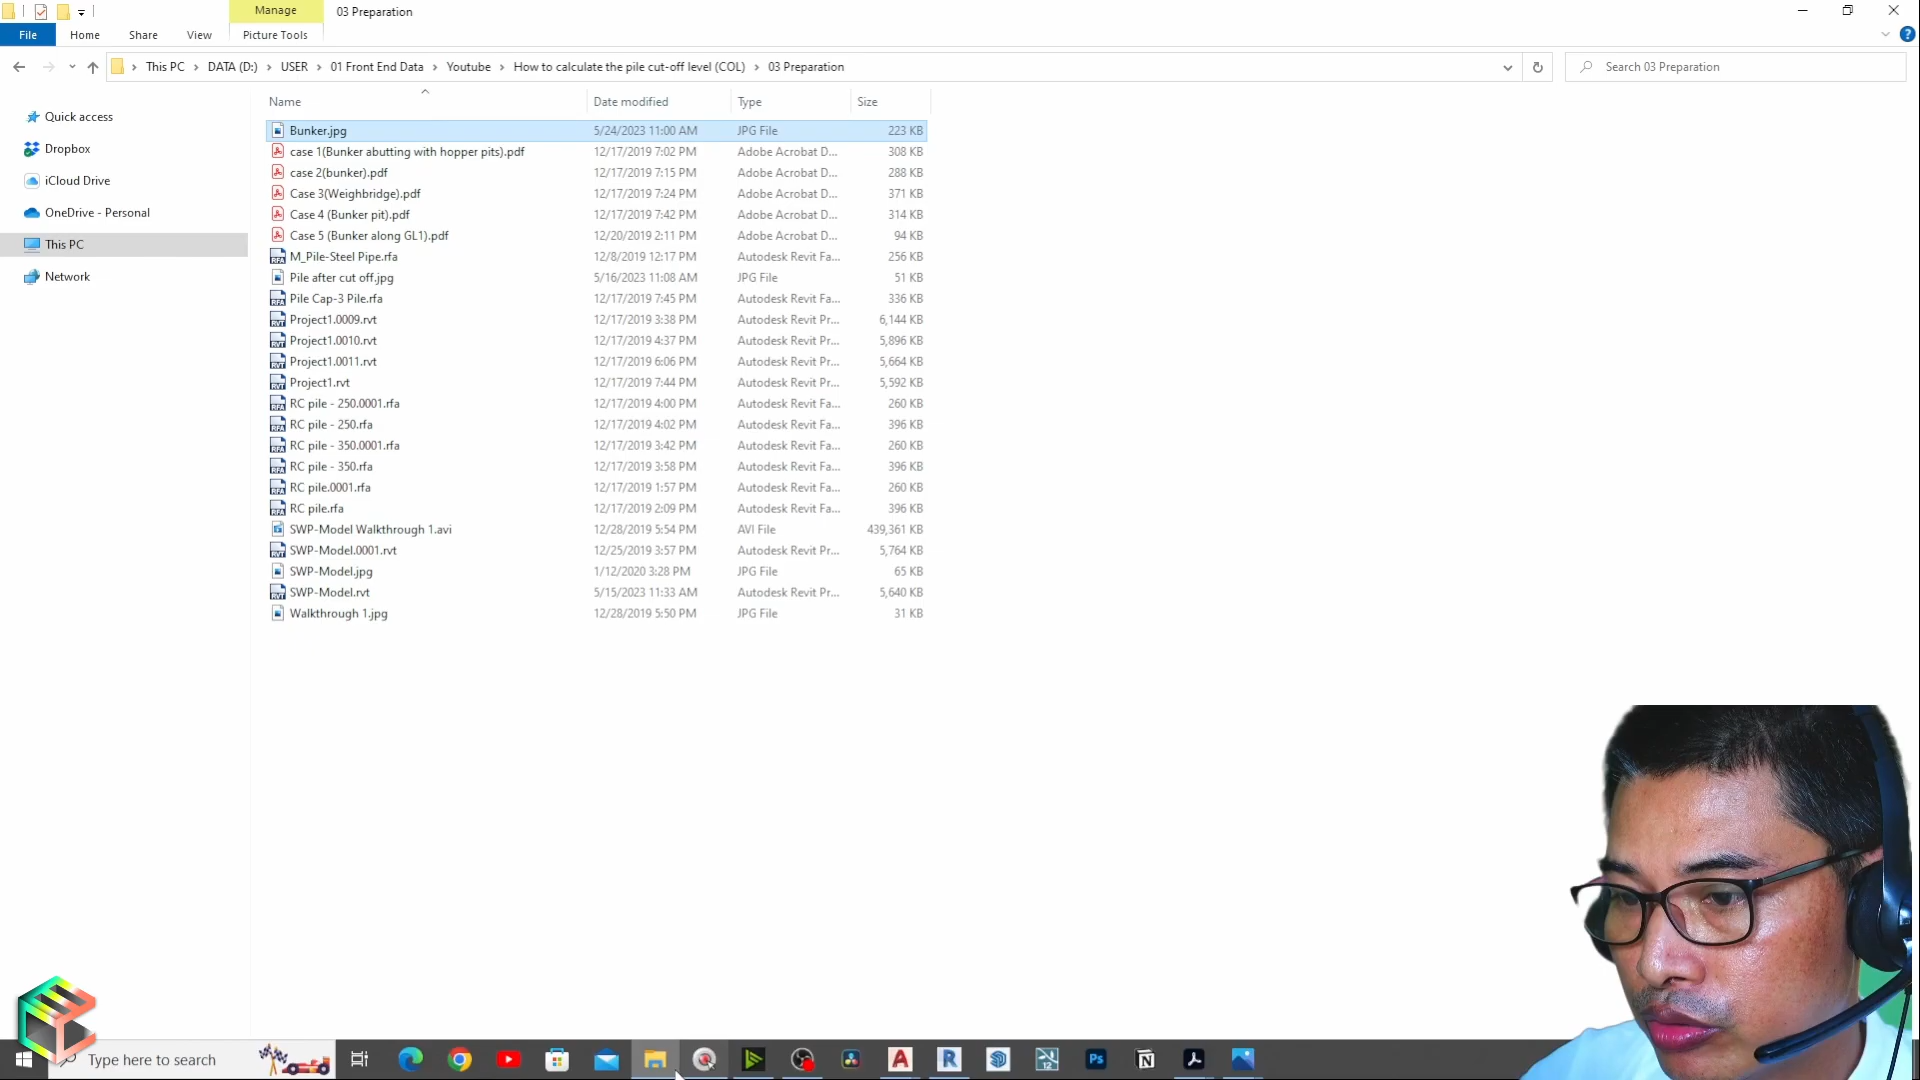 Manage 03 Preparation
File Home Share View Picture Tools
This PC DATA (D:) USER 01 Front End Data Youtube How to calculate the pile cut-off level (COL) 03 Preparation Search 03 Preparation
Name Date modified Type Size
Quick access
Dropbox
iCloud Drive
OneDrive - Personal
This PC
Network
Bunker.jpg 5/24/2023 11:00 AM JPG File 223 KB
case 1(Bunker abutting with hopper pits).pdf 12/17/2019 7:02 PM Adobe Acrobat D... 308 KB
case 2(bunker).pdf 12/17/2019 7:15 PM Adobe Acrobat D... 288 KB
Case 3(Weighbridge).pdf 12/17/2019 7:24 PM Adobe Acrobat D... 371 KB
Case 4 (Bunker pit).pdf 12/17/2019 7:42 PM Adobe Acrobat D... 314 KB
Case 5 (Bunker along GL1).pdf 12/20/2019 2:11 PM Adobe Acrobat D... 94 KB
M_Pile-Steel Pipe.rfa 12/8/2019 12:17 PM Autodesk Revit Fa... 256 KB
Pile after cut off.jpg 5/16/2023 11:08 AM JPG File 51 KB
Pile Cap-3 Pile.rfa 12/17/2019 7:45 PM Autodesk Revit Fa... 336 KB
Project1.0009.rvt 12/17/2019 3:38 PM Autodesk Revit Pr... 6,144 KB
Project1.0010.rvt 12/17/2019 4:37 PM Autodesk Revit Pr... 5,896 KB
Project1.0011.rvt 12/17/2019 6:06 PM Autodesk Revit Pr... 5,664 KB
Project1.rvt 12/17/2019 7:44 PM Autodesk Revit Pr... 5,592 KB
RC pile - 250.0001.rfa 12/17/2019 4:00 PM Autodesk Revit Fa... 260 KB
RC pile - 250.rfa 12/17/2019 4:02 PM Autodesk Revit Fa... 396 KB
RC pile - 350.0001.rfa 12/17/2019 3:42 PM Autodesk Revit Fa... 260 KB
RC pile - 350.rfa 12/17/2019 3:58 PM Autodesk Revit Fa... 396 KB
RC pile.0001.rfa 12/17/2019 1:57 PM Autodesk Revit Fa... 260 KB
RC pile.rfa 12/17/2019 2:09 PM Autodesk Revit Fa... 396 KB
SWP-Model Walkthrough 1.avi 12/28/2019 5:54 PM AVI File 439,361 KB
SWP-Model.0001.rvt 12/25/2019 3:57 PM Autodesk Revit Pr... 5,764 KB
SWP-Model.jpg 1/12/2020 3:28 PM JPG File 65 KB
SWP-Model.rvt 5/15/2023 11:33 AM Autodesk Revit Pr... 5,640 KB
Walkthrough 1.jpg 12/28/2019 5:50 PM JPG File 31 KB
Type here to search